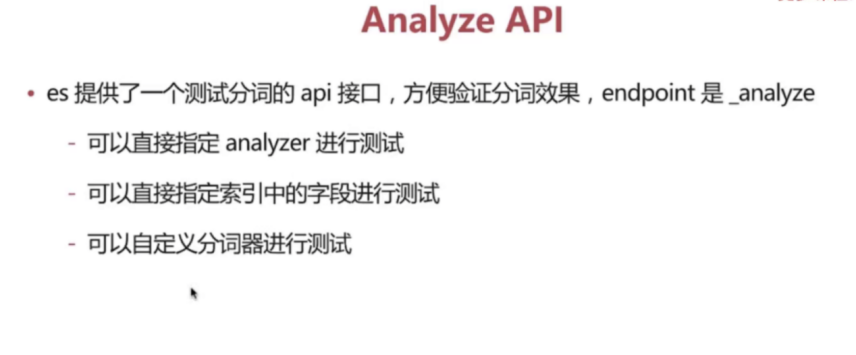 Analyze API
• es 提供了一个测试分词的 api 接口，方便验证分词效果，endpoint 是 _analyze
- 可以直接指定 analyzer 进行测试
- 可以直接指定索引中的字段进行测试
- 可以自定义分词器进行测试